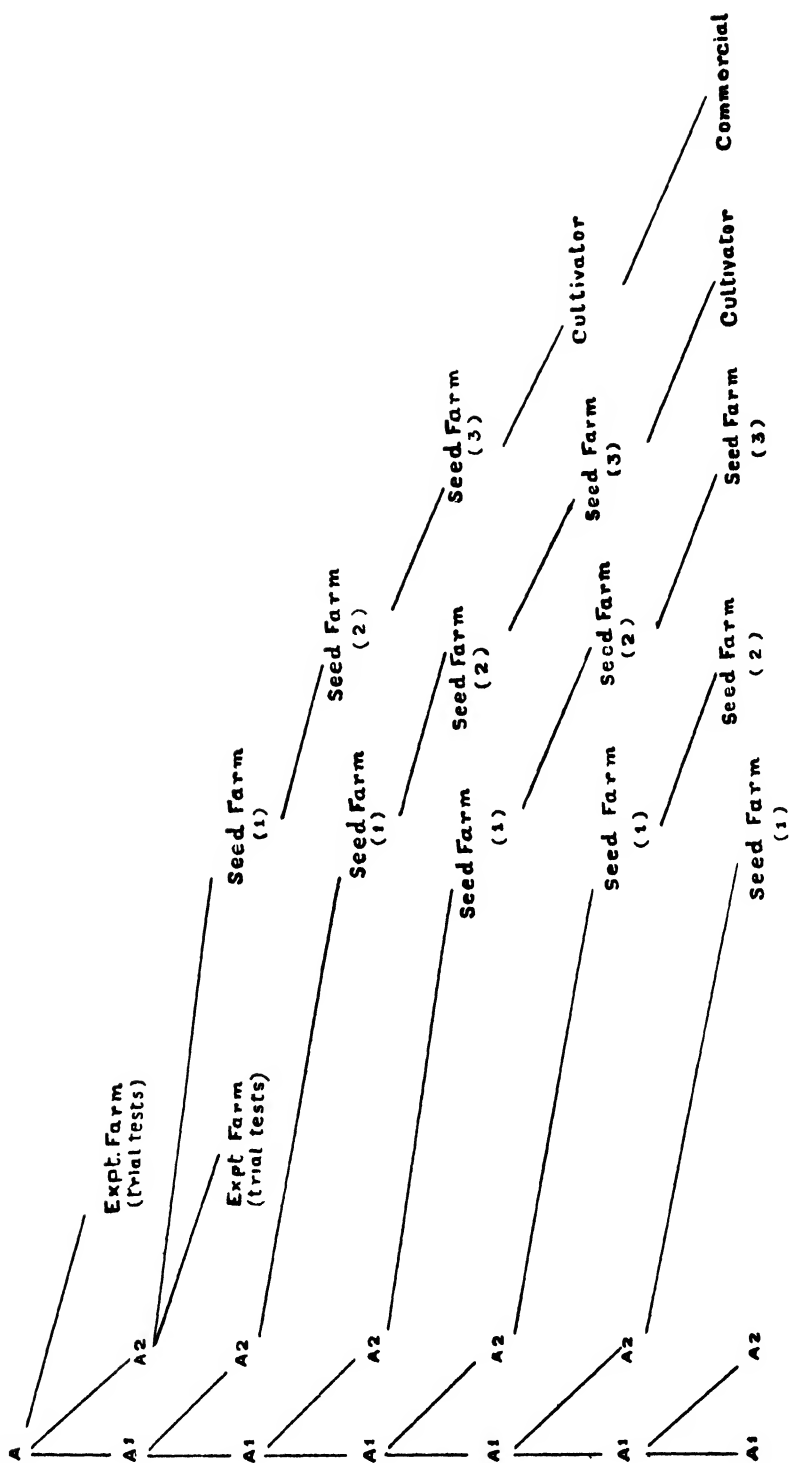 A
A1 A2 Expt. Farm
(trial tests)
A1 A2 Expt Farm Seed Farm
(trial tests) (1)
A1 A2 Seed Farm Seed Farm
(1) (2)
A1 A2 Seed Farm Seed Farm Seed Farm
(1) (2) (3)
A1 A2 Seed Farm Seed Farm Seed Farm Cultivator
(1) (2) (3)
A1 A2 Seed Farm Seed Farm Seed Farm Cultivator Commercial
(1) (2) (3)